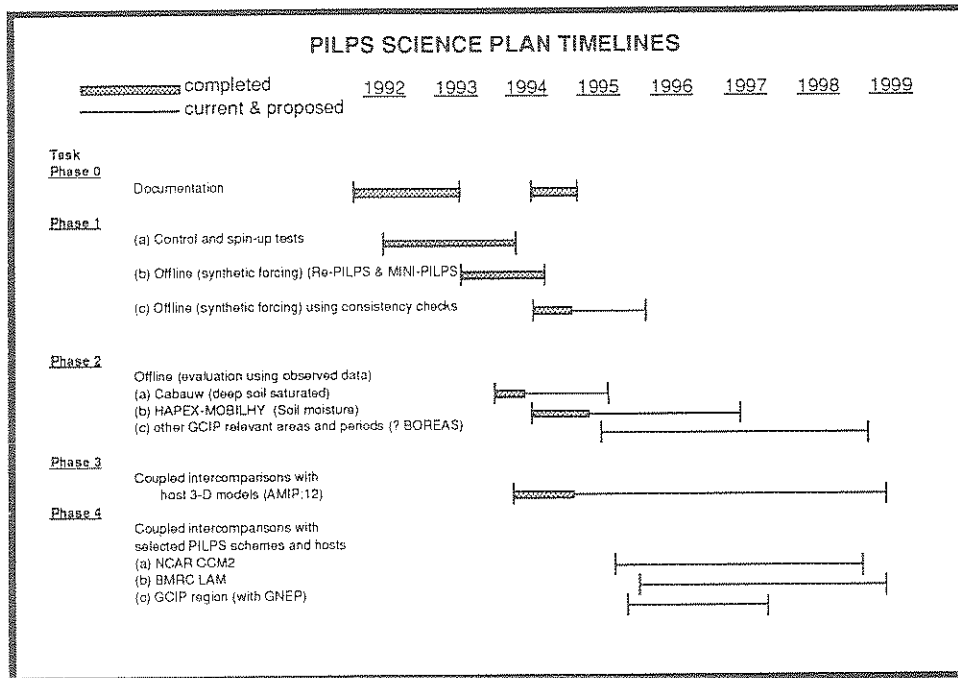 PILPS SCIENCE PLAN TIMELINES
completed
current & proposed
1992 1993 1994 1995 1996 1997 1998 1999
Task
Phase 0
Documentation
Phase 1
(a) Control and spin-up tests
(b) Offline (synthetic forcing) (Re-PILPS & MINI-PILPS
(c) Offline (synthetic forcing) using consistency checks
Phase 2
Offline (evaluation using observed data)
(a) Cabauw (deep soil saturated)
(b) HAPEX-MOBILHY (Soil moisture)
(c) other GCIP relevant areas and periods (? BOREAS)
Phase 3
Coupled intercomparisons with
host 3-D models (AMIP:12)
Phase 4
Coupled intercomparisons with
selected PILPS schemes and hosts
(a) NCAR CCM2
(b) BMRC LAM
(c) GCIP region (with GNEP)